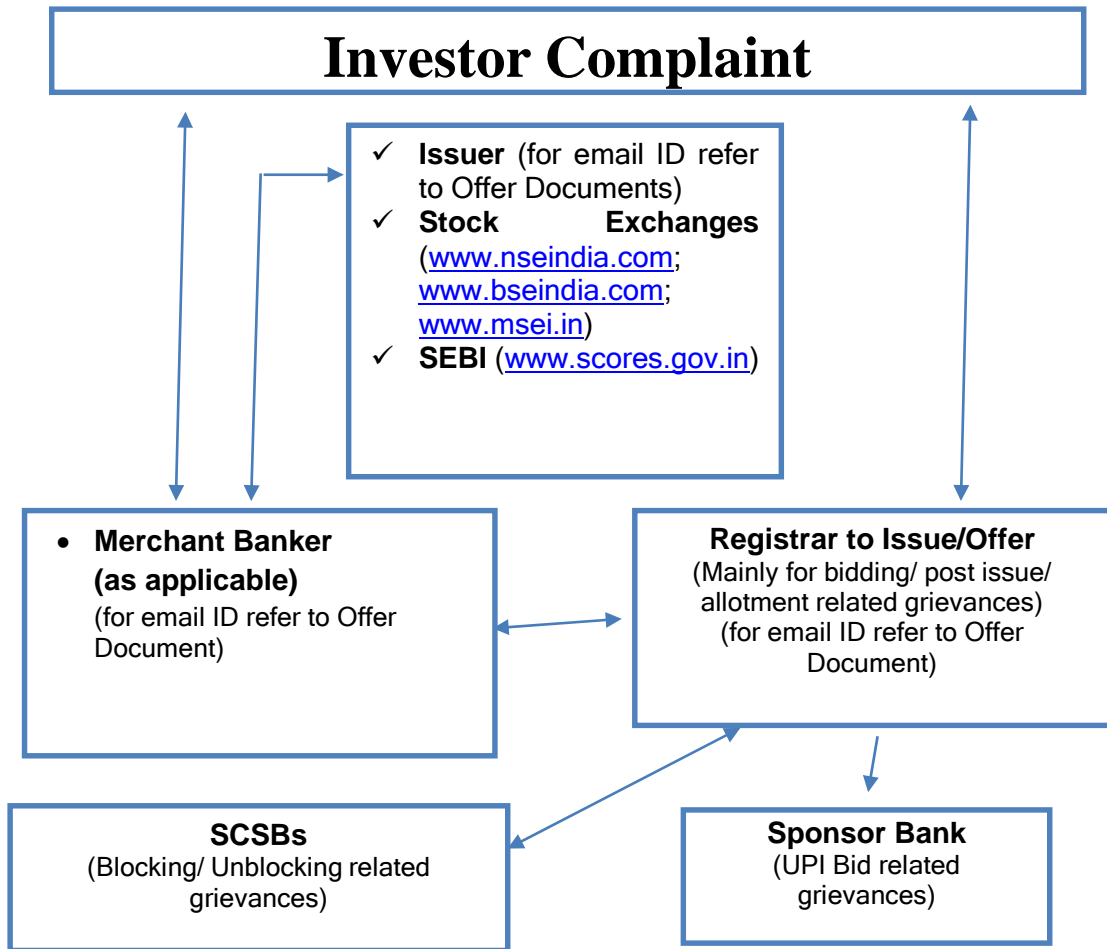 Investor Complaint
✓ Issuer (for email ID refer
to Offer Documents)
✓ Stock Exchanges
(www.nseindia.com;
www.bseindia.com;
www.msei.in)
✓ SEBI (www.scores.gov.in)
• Merchant Banker
(as applicable)
(for email ID refer to Offer
Document)
Registrar to Issue/Offer
(Mainly for bidding/ post issue/
allotment related grievances)
(for email ID refer to Offer
Document)
SCSBs
(Blocking/ Unblocking related
grievances)
Sponsor Bank
(UPI Bid related
grievances)